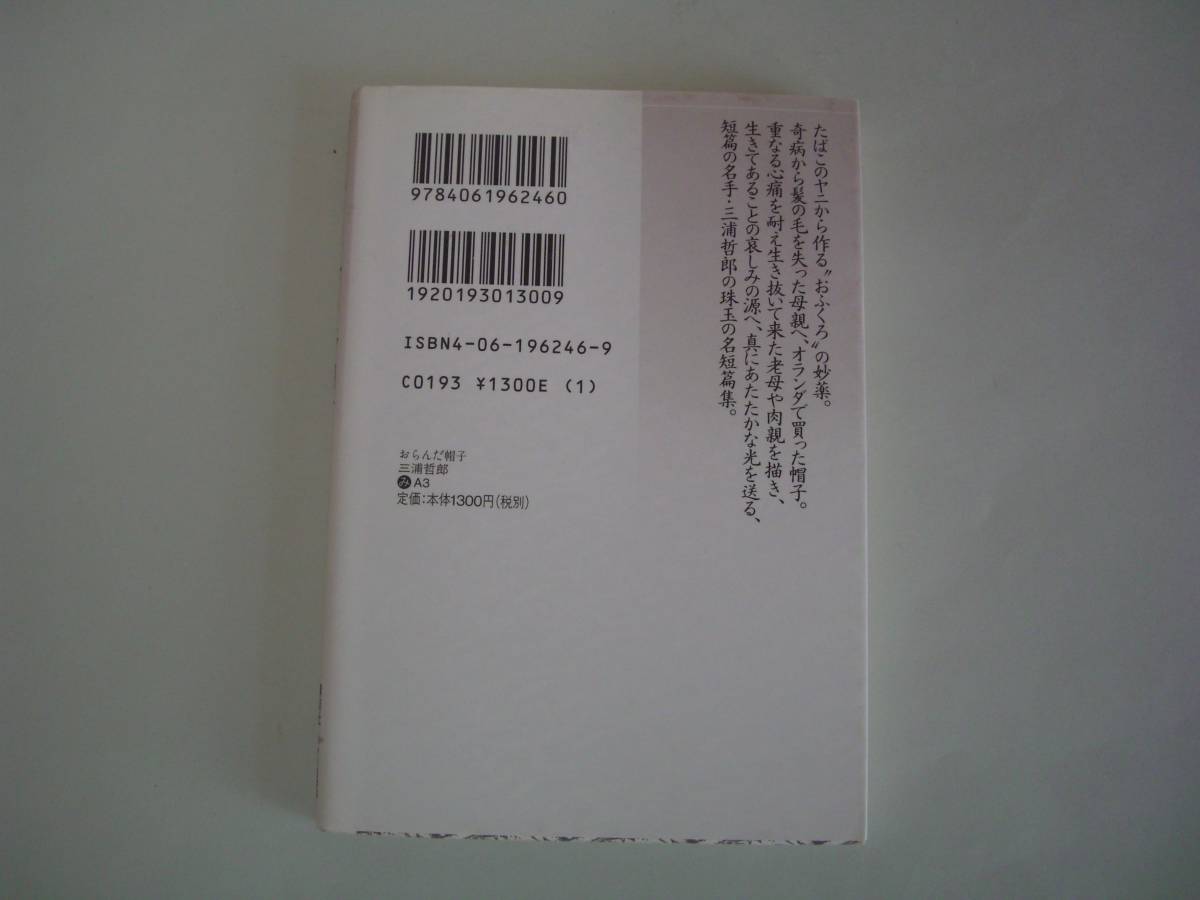 たばこのヤニから作る〝おふくろ〟の妙薬。
奇病から髪の毛を失った母親へ、オランダで買った帽子。
重なる心痛を耐え生き抜いて来た老母や肉親を描き、
生きてあることの哀しみの源へ、真にあたたかな光を送る、
短篇の名手・三浦哲郎の珠玉の名短篇集。
9784061962460
1920193013009
ISBN4-06-196246-9
C0193 ¥1300E (1)
おらんだ帽子
三浦哲郎
み A3
定価:本体1300円(税別)